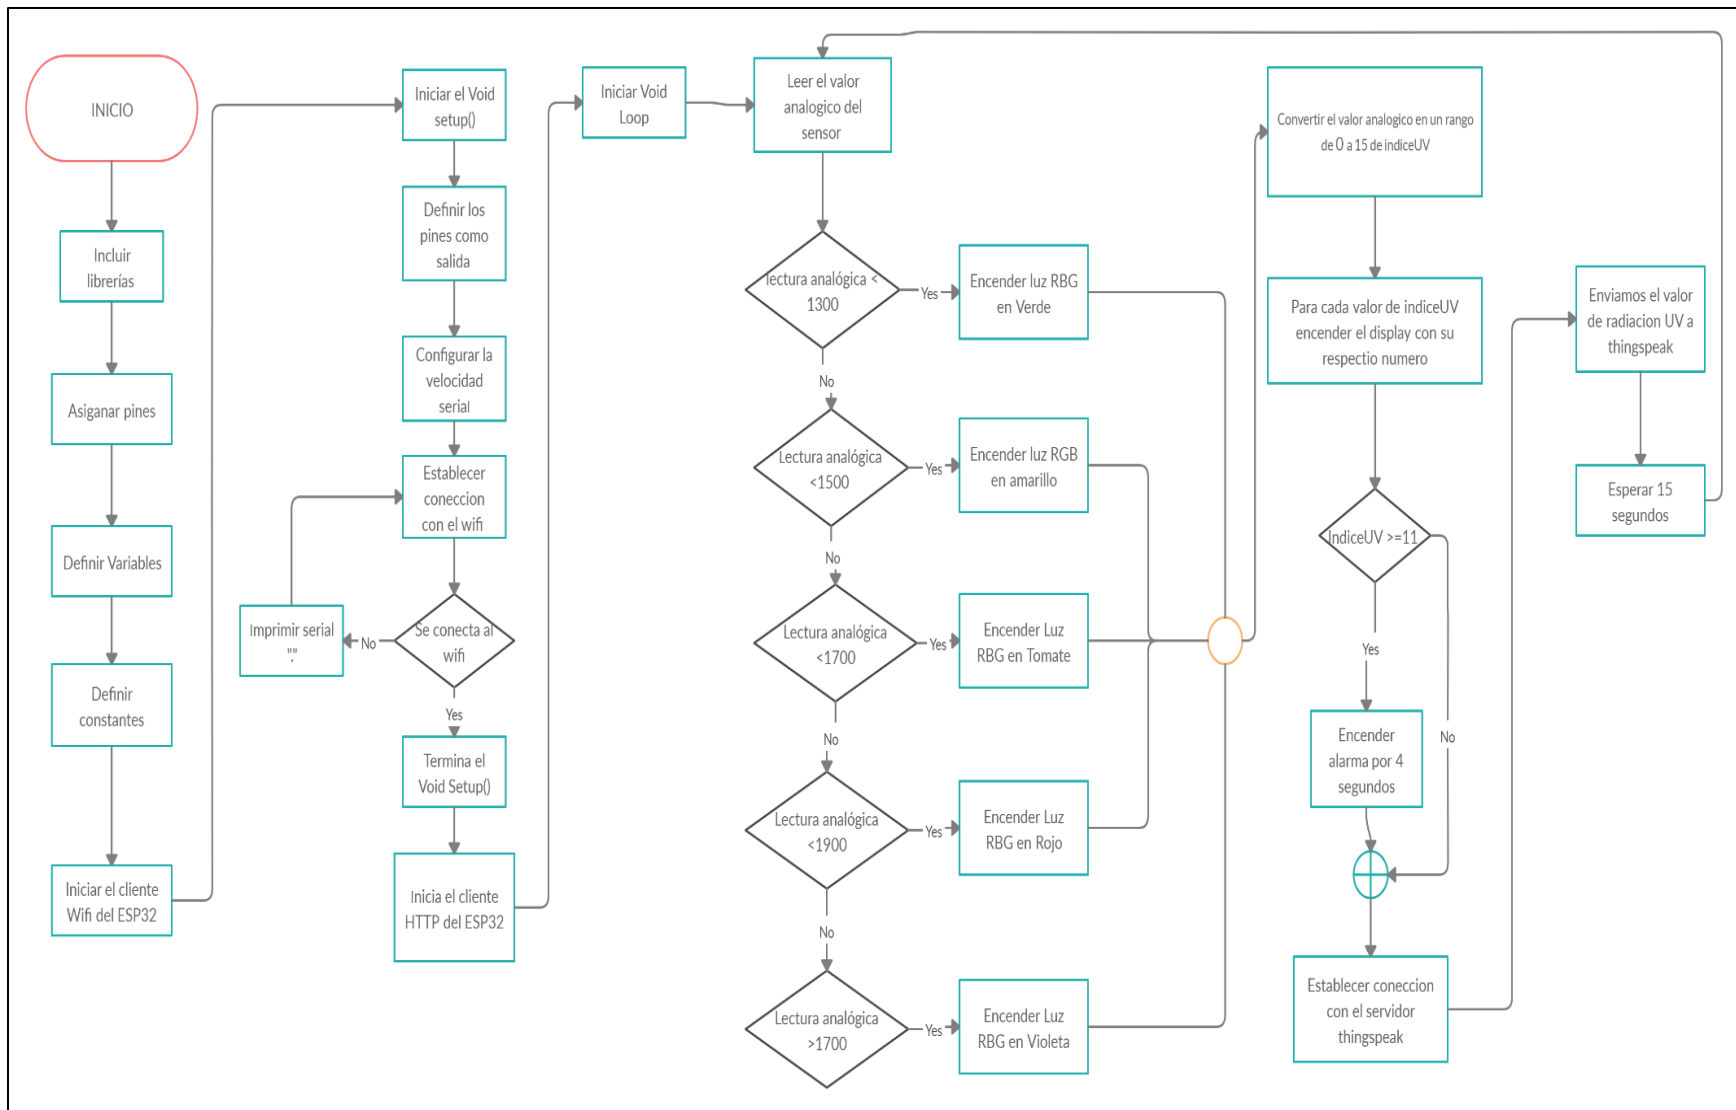 INICIO
Incluir
librerías
Asiganar pines
Definir Variables
Definir
constantes
Iniciar el cliente
Wifi del ESP32
Iniciar el Void
setup()
Definir los
pines como
salida
Configurar la
velocidad
serial
Establecer
coneccion
con el wifi
Se conecta al
wifi
No
Imprimir serial
"."
Yes
Termina el
Void Setup()
Inicia el cliente
HTTP del ESP32
Iniciar Void
Loop
Leer el valor
analogico del
sensor
lectura analógica <
1300
Yes
Encender luz RBG
en Verde
No
Lectura analógica
<1500
Yes
Encender luz RGB
en amarillo
No
Lectura analógica
<1700
Yes
Encender Luz
RBG en Tomate
No
Lectura analógica
<1900
Yes
Encender Luz
RBG en Rojo
No
Lectura analógica
>1700
Yes
Encender Luz
RBG en Violeta
Convertir el valor analogico en un rango
de 0 a 15 de indiceUV
Para cada valor de indiceUV
encender el display con su
respectio numero
IndiceUV >=11
Yes
No
Encender
alarma por 4
segundos
Establecer coneccion
con el servidor
thingspeak
Enviamos el valor
de radiacion UV a
thingspeak
Esperar 15
segundos